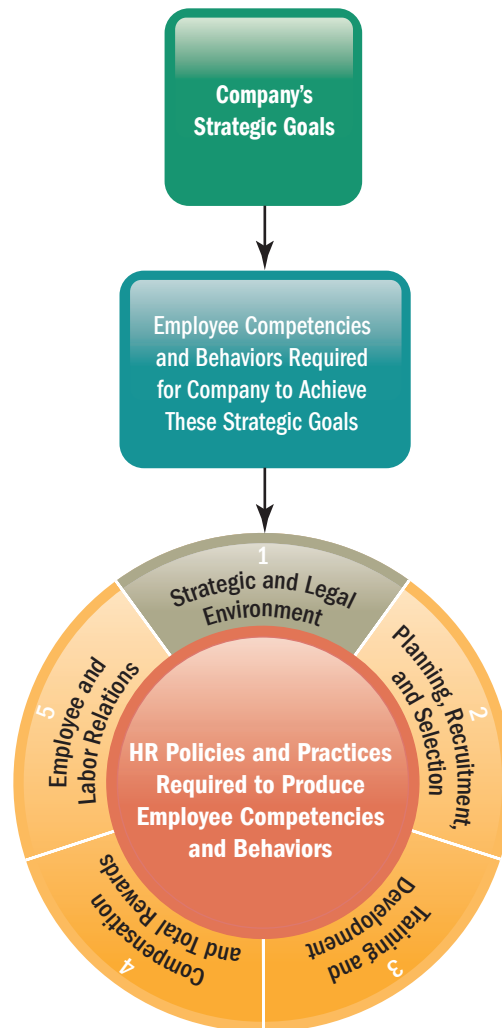 Company's
Strategic Goals
Employee Competencies
and Behaviors Required
for Company to Achieve
These Strategic Goals
1
Strategic and Legal
Environment
2
Planning, Recruitment,
and Selection
3
Training and
Development
4
Compensation
and Total Rewards
5
Employee and
Labor Relations
HR Policies and Practices
Required to Produce
Employee Competencies
and Behaviors